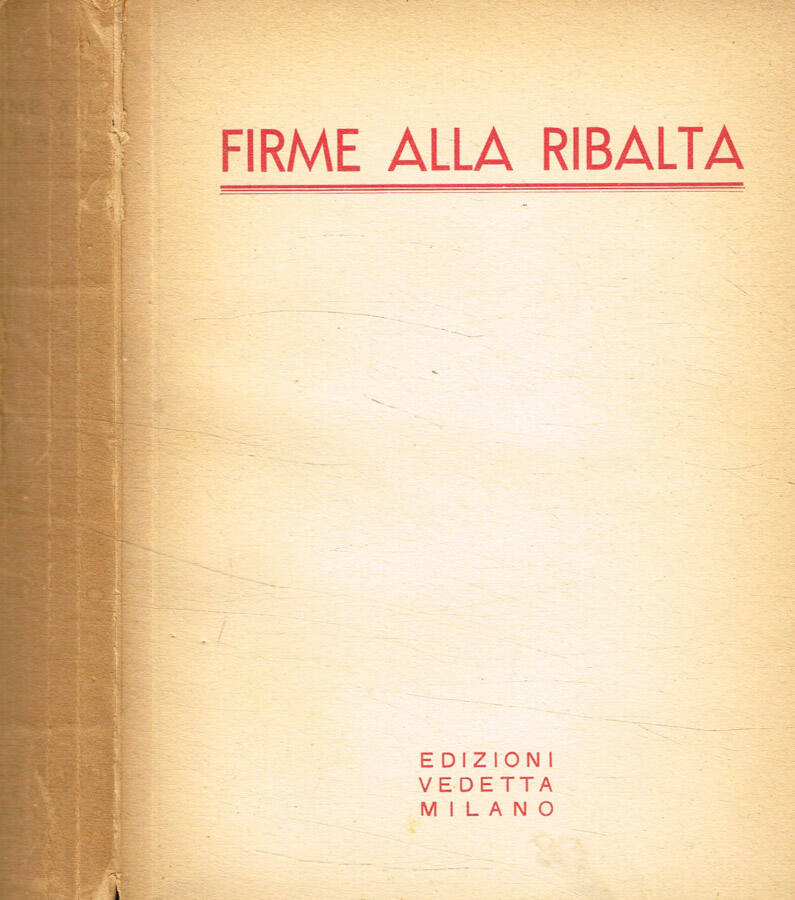 FIRME ALLA RIBALTA
EDIZIONI
VEDETTA
MILANO